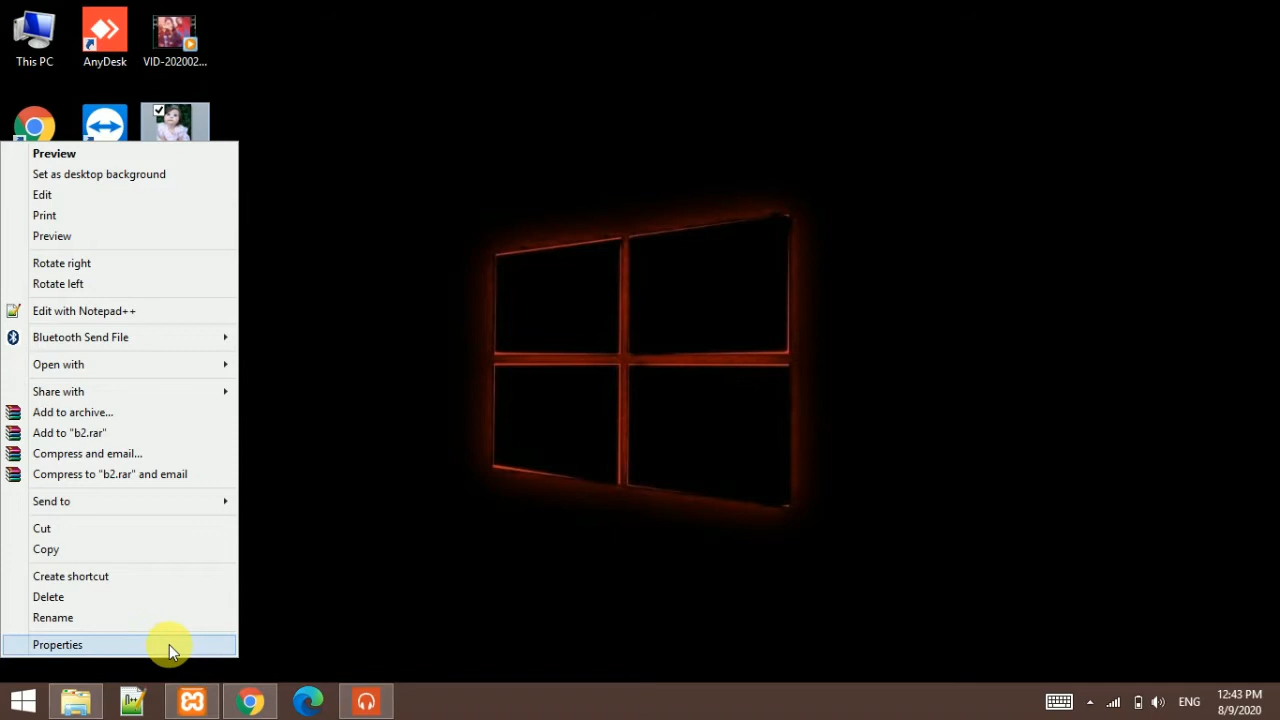 This PC
AnyDesk
VID-202002...
Preview
Set as desktop background
Edit
Print
Preview
Rotate right
Rotate left
Edit with Notepad++
Bluetooth Send File
Open with
Share with
Add to archive...
Add to "b2.rar"
Compress and email...
Compress to "b2.rar" and email
Send to
Cut
Copy
Create shortcut
Delete
Rename
Properties
ENG
12:43 PM
8/9/2020